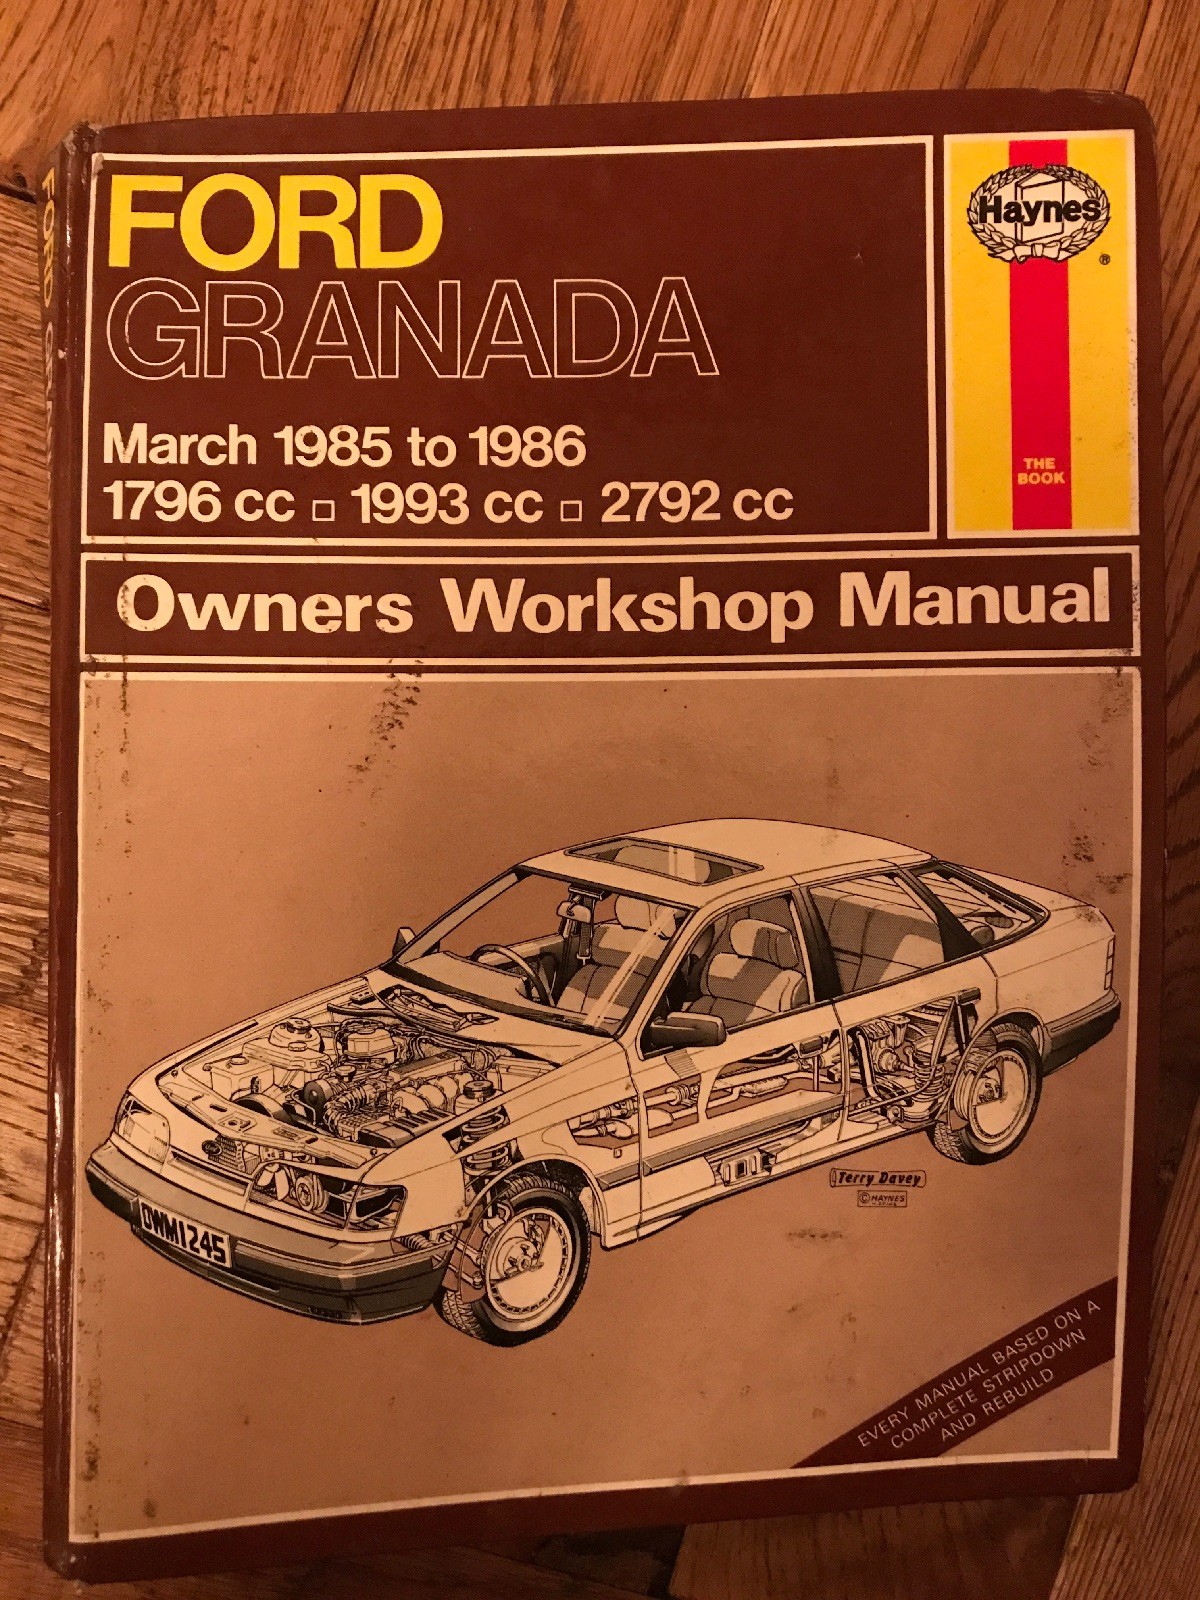 FORD
GRANADA
March 1985 to 1986
1796 cc □ 1993 cc □ 2792 cc
Haynes
®
THE
BOOK
Owners Workshop Manual
FORD
OWM124S
Terry Davey
© HAYNES
EVERY MANUAL BASED ON A
COMPLETE STRIPDOWN
AND REBUILD